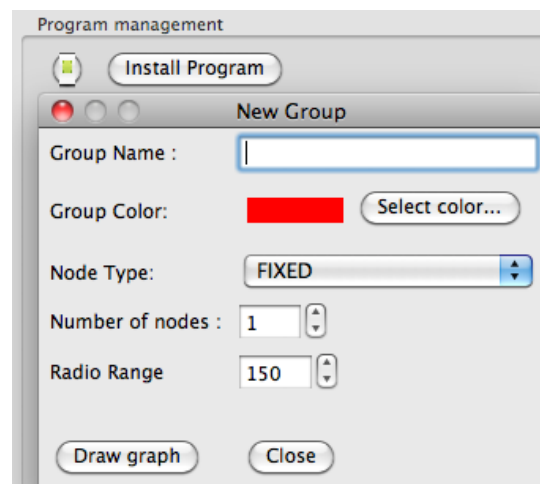 Program management
Install Program
New Group
Group Name :
Group Color: Select color...
Node Type: FIXED
Number of nodes : 1
Radio Range 150
Draw graph Close